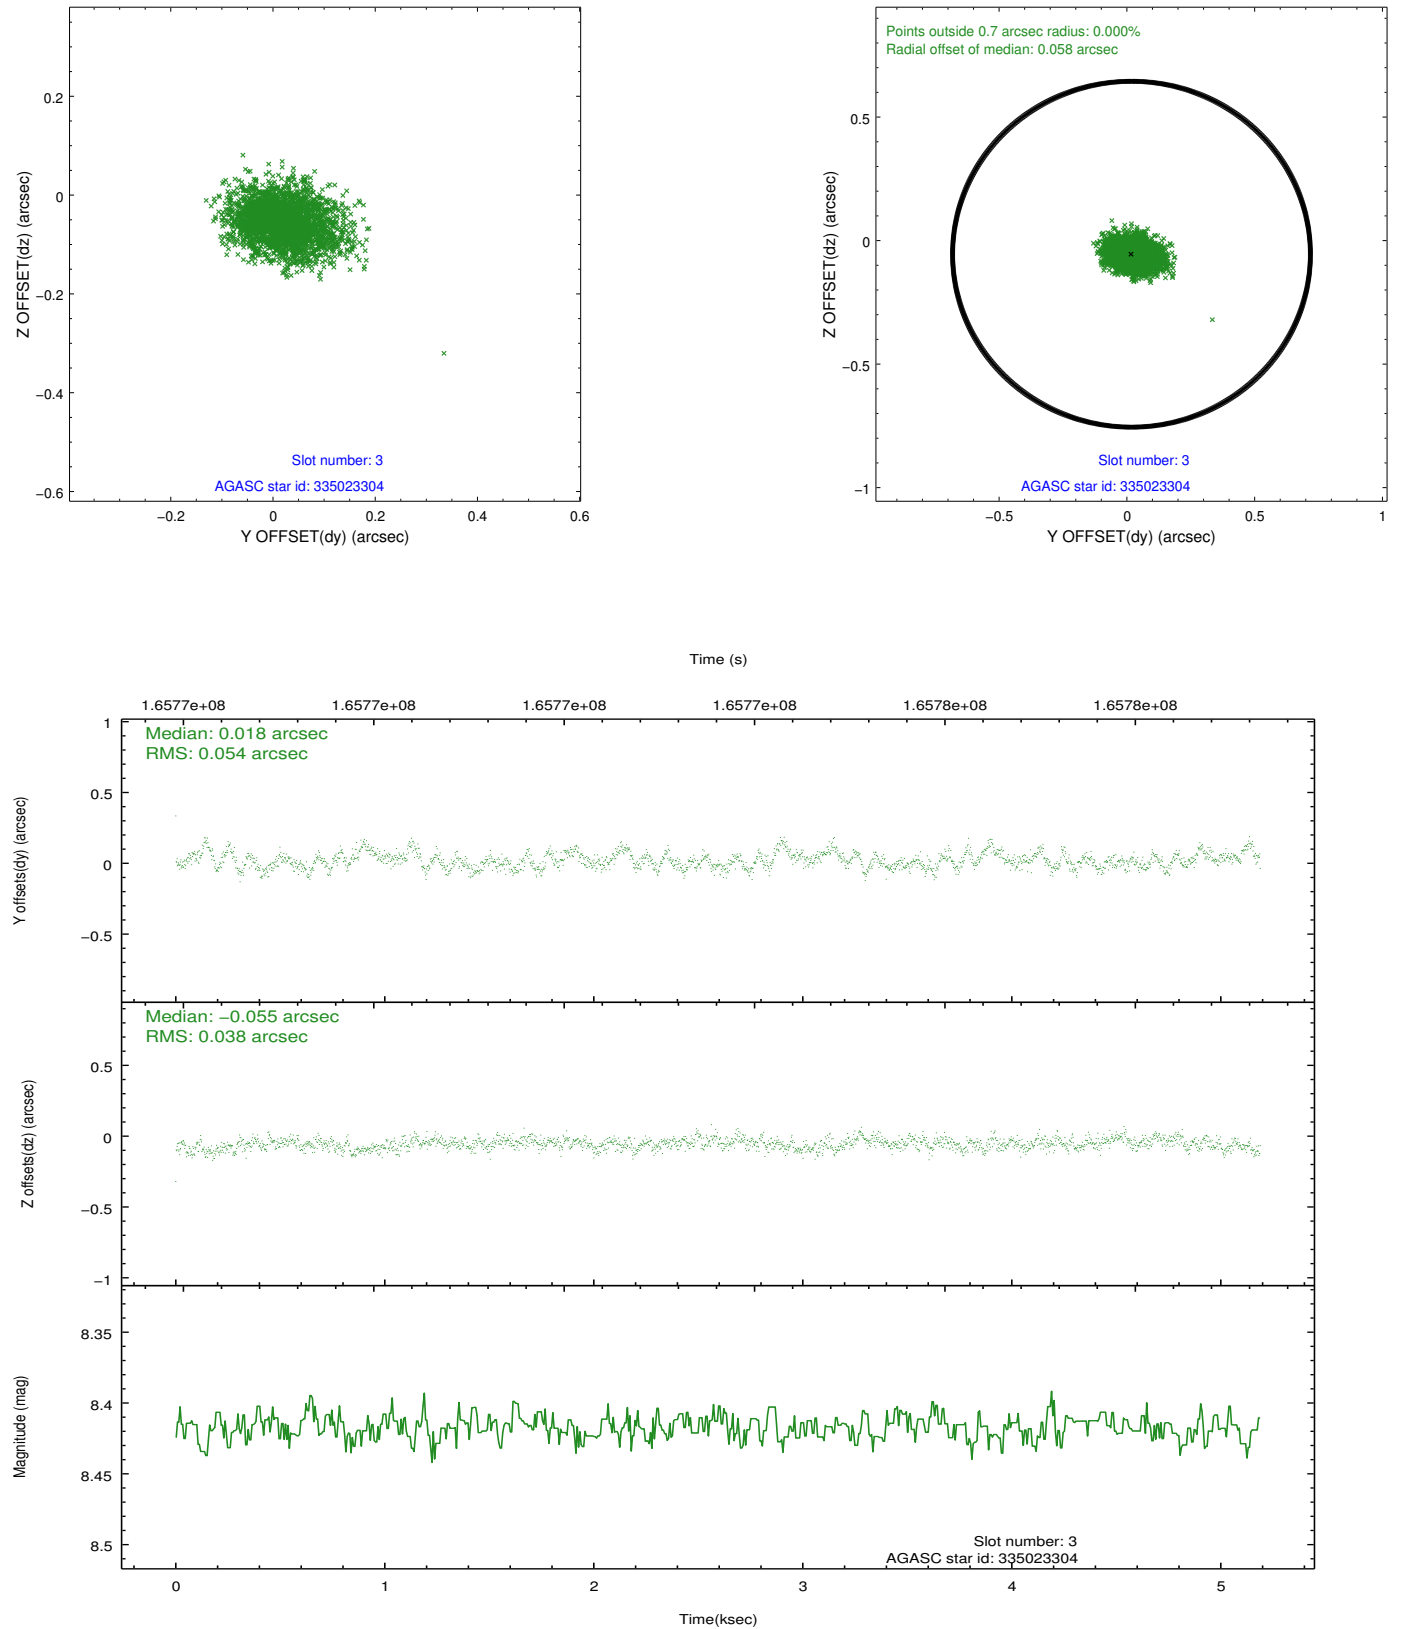 0.2
0
−0.2
−0.4
−0.6
Z OFFSET(dz) (arcsec)
Slot number: 3
AGASC star id: 335023304
−0.2
0
0.2
0.4
0.6
Y OFFSET(dy) (arcsec)
Points outside 0.7 arcsec radius: 0.000%
Radial offset of median: 0.058 arcsec
0.5
0
−0.5
−1
Z OFFSET(dz) (arcsec)
Slot number: 3
AGASC star id: 335023304
−0.5
0
0.5
1
Y OFFSET(dy) (arcsec)
Time (s)
1.6577e+08
1.6577e+08
1.6577e+08
1.6577e+08
1.6578e+08
1.6578e+08
Median: 0.018 arcsec
RMS: 0.054 arcsec
1
0.5
0
−0.5
Y offsets(dy) (arcsec)
Median: −0.055 arcsec
RMS: 0.038 arcsec
0.5
0
−0.5
−1
Z offsets(dz) (arcsec)
8.35
8.4
8.45
8.5
Magnitude (mag)
Slot number: 3
AGASC star id: 335023304
0
1
2
3
4
5
Time(ksec)